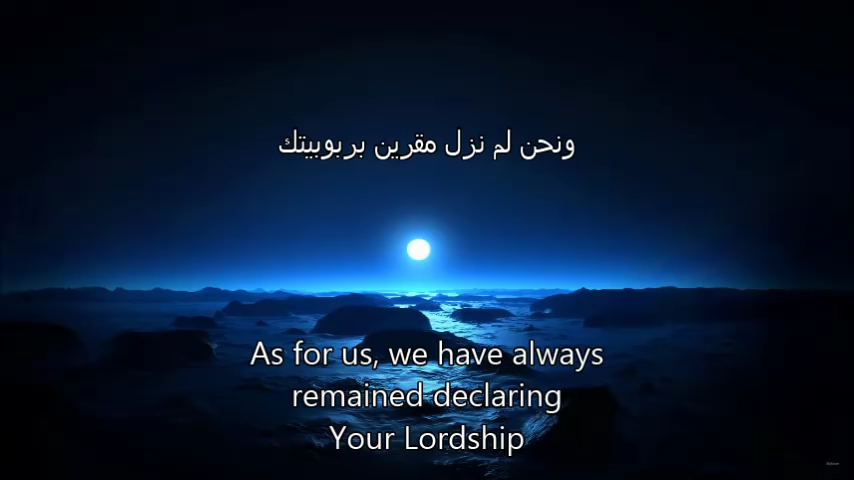 ونحن لم نزل مقرين بربوبيتك
As for us, we have always
remained declaring
Your Lordship